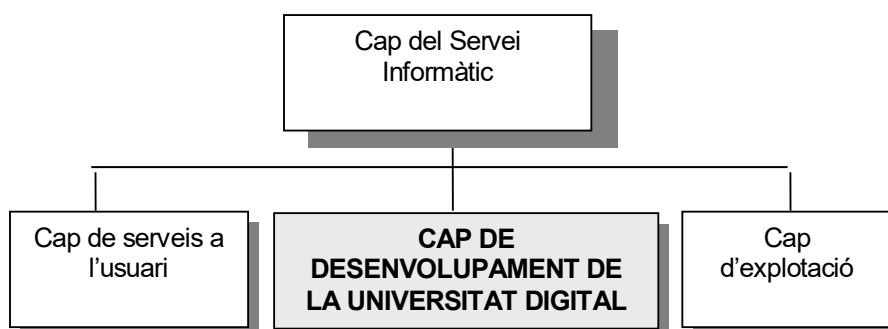 Cap del Servei
Informàtic
Cap de serveis a
l’usuari
CAP DE
DESENVOLUPAMENT DE
LA UNIVERSITAT DIGITAL
Cap
d’explotació